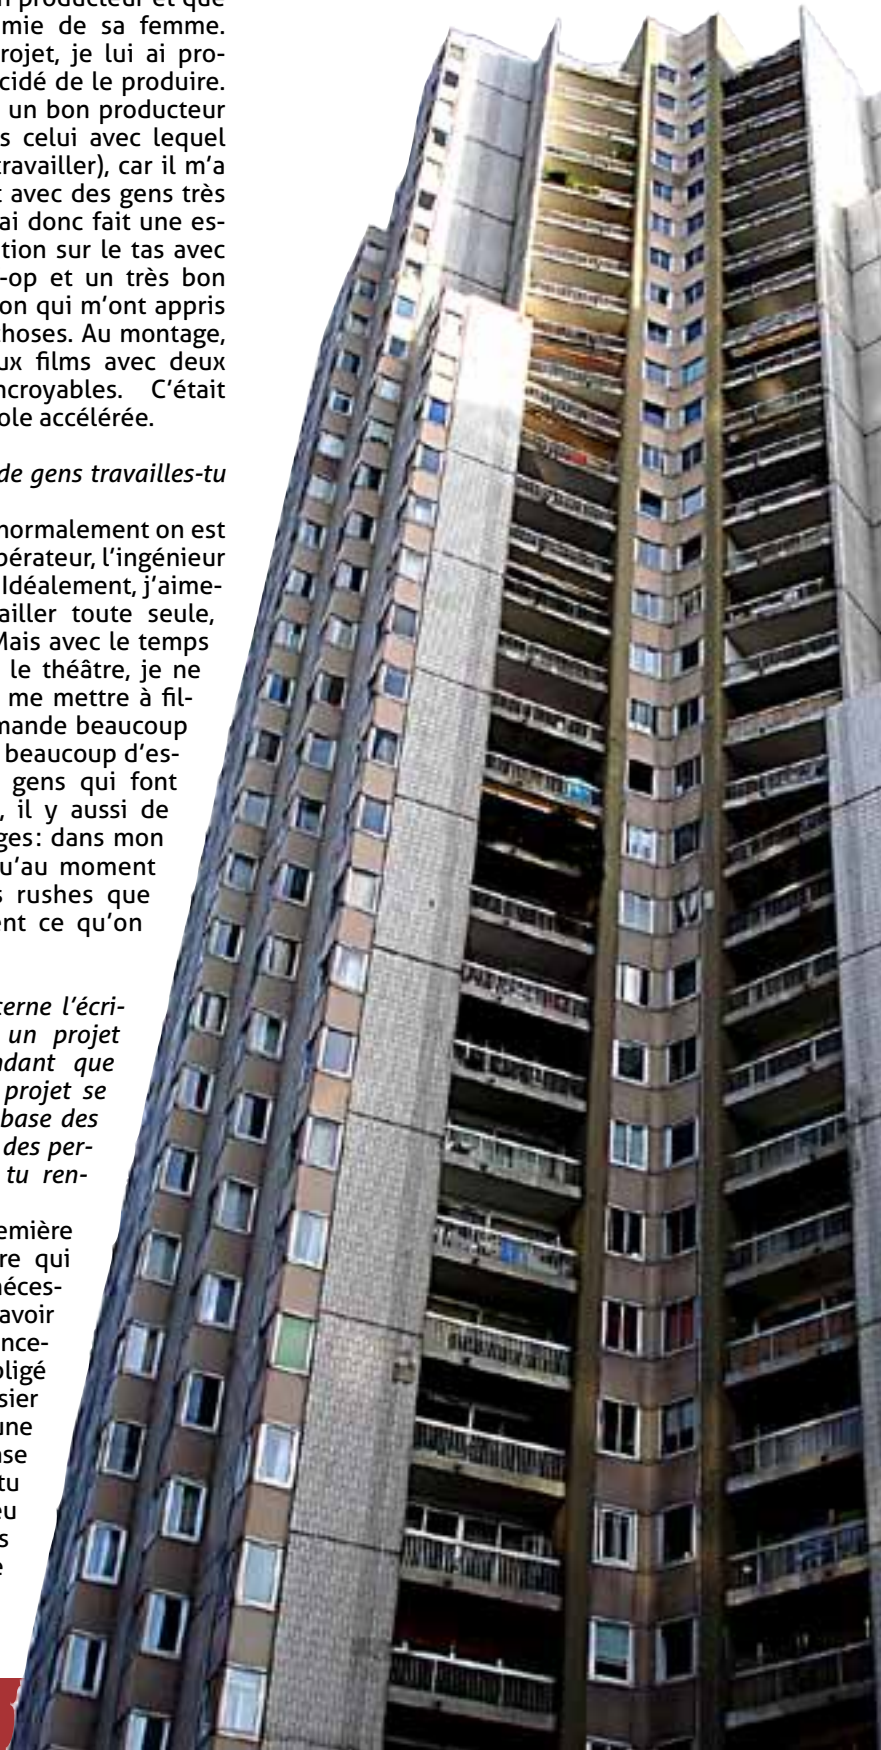 producteur et que
mie de sa femme.
rojet, je lui ai pro-
cidé de le produire.
un bon producteur
s celui avec lequel
ravailler), car il m'a
avec des gens très
ai donc fait une es-
tion sur le tas avec
-op et un très bon
on qui m'ont appris
hoses. Au montage,
ux films avec deux
ncroyables. C'était
ole accélérée.
de gens travailles-tu
normalement on est
pérateur, l'ingénieur
Idéalement, j'aime-
ailler toute seule,
Mais avec le temps
le théâtre, je ne
me mettre à fil-
mande beaucoup
beaucoup d'es-
gens qui font
, il y aussi de
ges: dans mon
u'au moment
s rushes que
ent ce qu'on
cerne l'écri-
un projet
ndant que
projet se
base des
des per-
tu ren-
emière
re qui
néces-
avoir
nce-
bligé
sier
une
ase
tu
eu
s
e